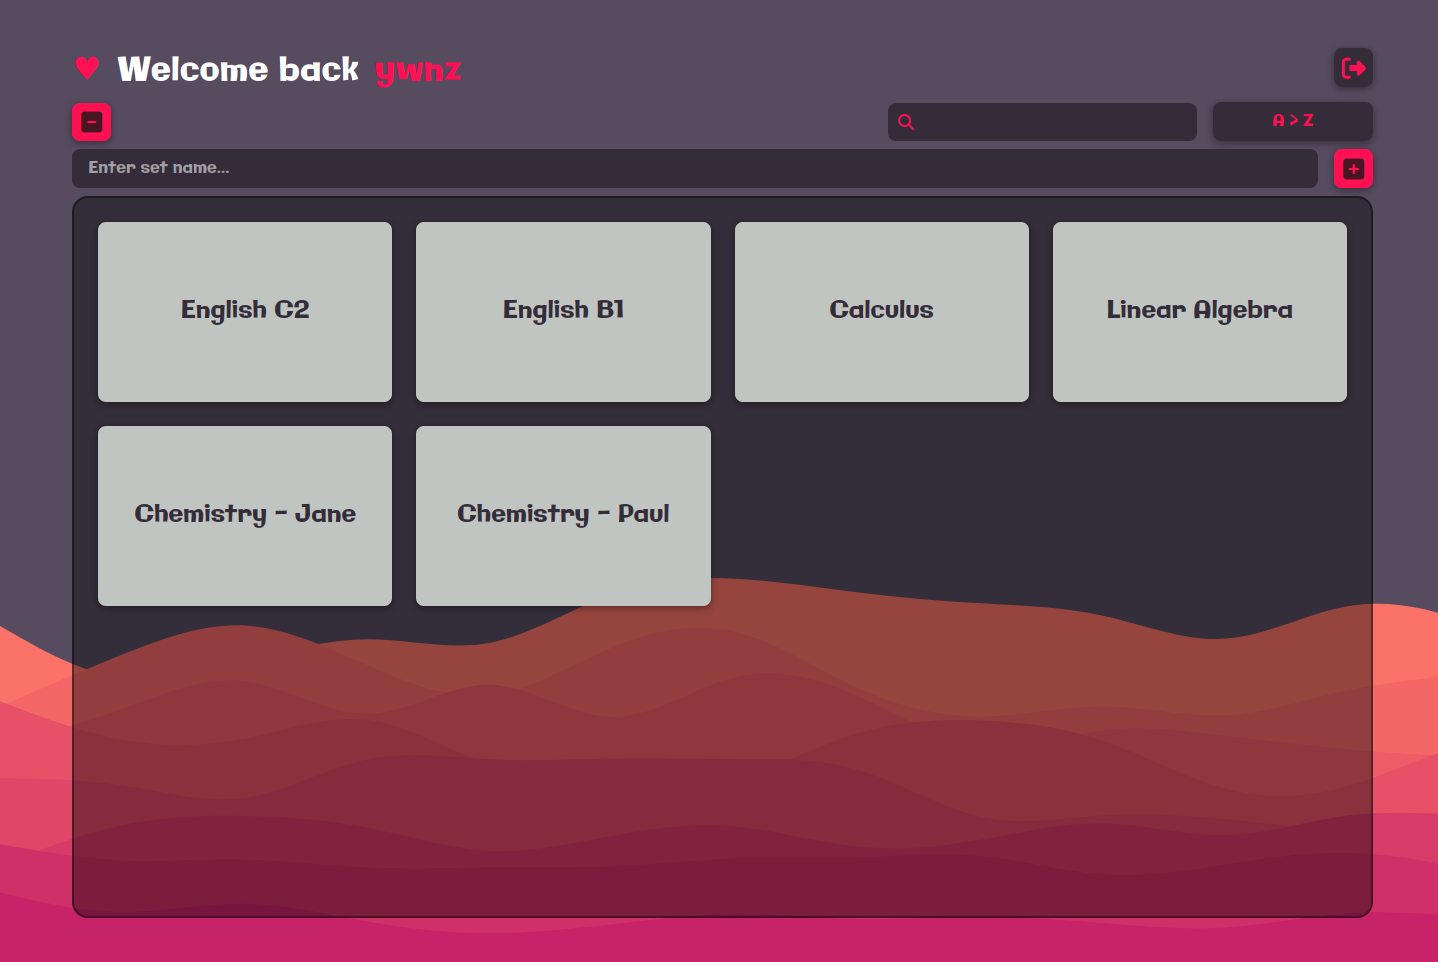 ♥ Welcome back ywnz
A > Z
Enter set name...
English C2
English B1
Calculus
Linear Algebra
Chemistry - Jane
Chemistry - Paul